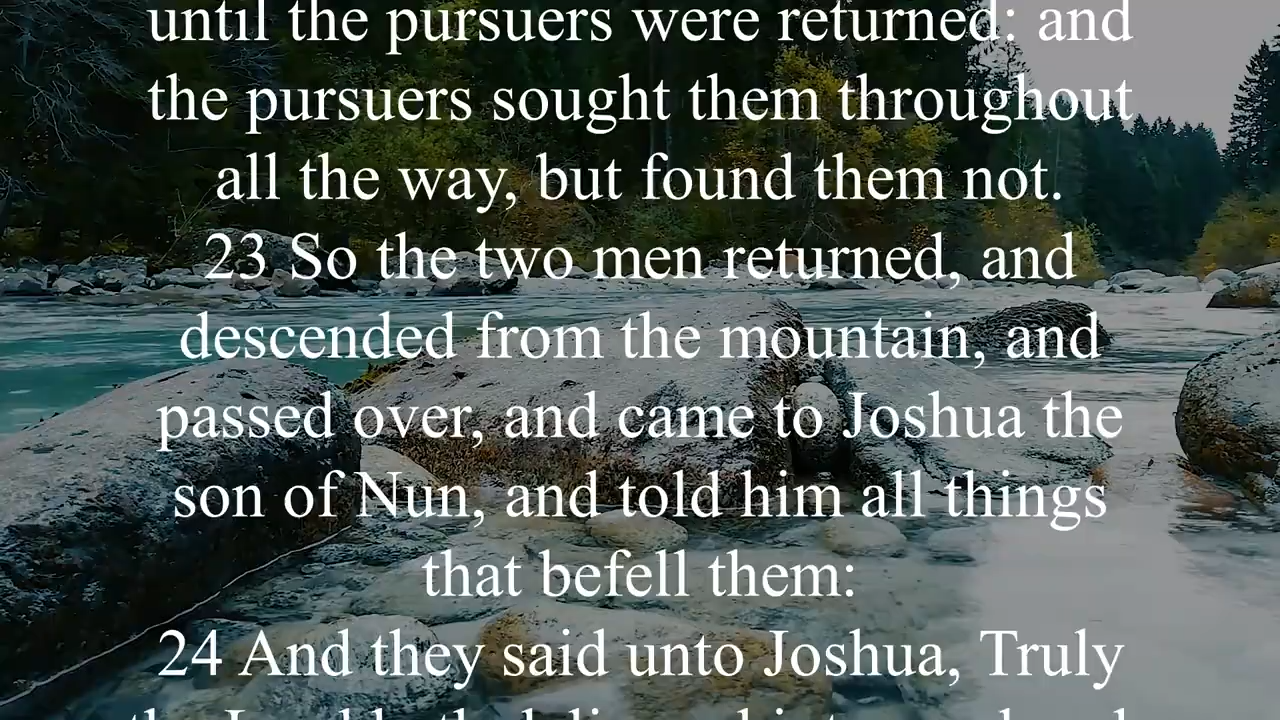 until the pursuers were returned: and
the pursuers sought them throughout
all the way, but found them not.
23 So the two men returned, and
descended from the mountain, and
passed over, and came to Joshua the
son of Nun, and told him all things
that befell them:
24 And they said unto Joshua, Truly